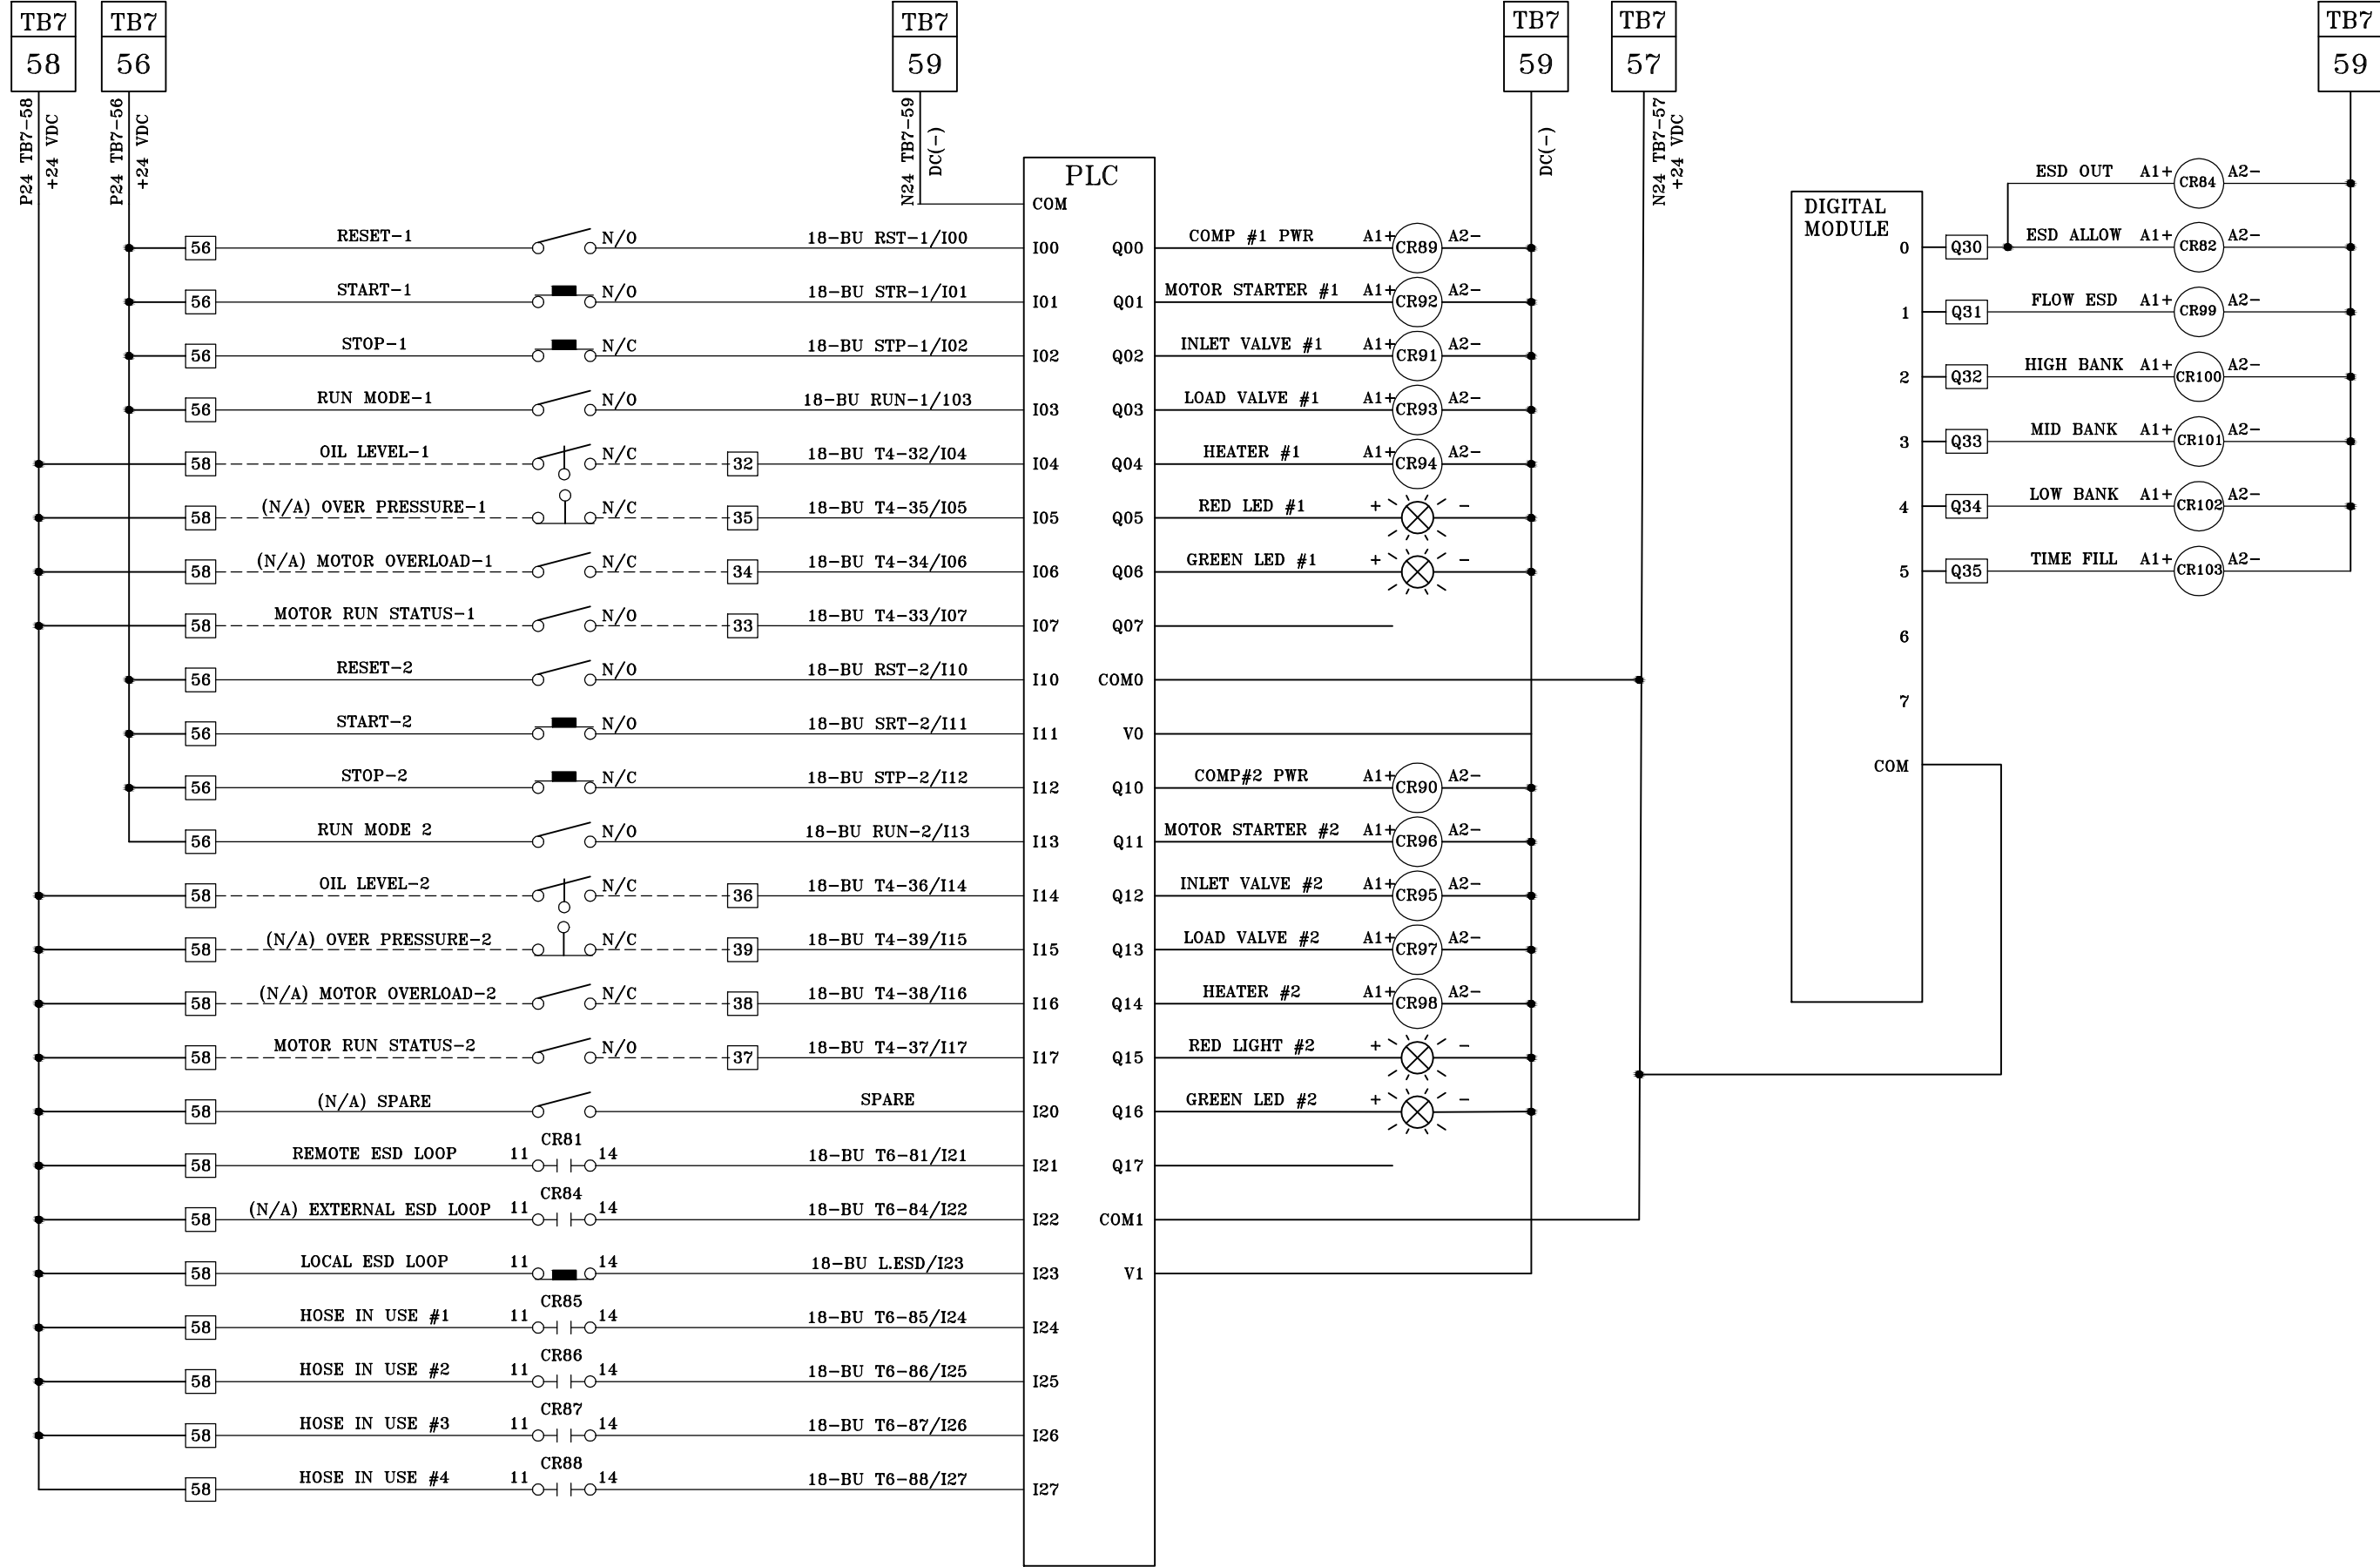 TB7 TB7 TB7 TB7 TB7 TB7
58 56 59 59 57 59
P24 TB7-58
+24 VDC
P24 TB7-56
+24 VDC
N24 TB7-59
DC(-)
DC(-)
N24 TB7-57
+24 VDC
PLC
COM
56 RESET-1 N/O 18-BU RST-1/I00 I00
56 START-1 N/O 18-BU STR-1/I01 I01
56 STOP-1 N/C 18-BU STP-1/I02 I02
56 RUN MODE-1 N/O 18-BU RUN-1/103 I03
58 OIL LEVEL-1 N/C 32 18-BU T4-32/I04 I04
58 (N/A) OVER PRESSURE-1 N/C 35 18-BU T4-35/I05 I05
58 (N/A) MOTOR OVERLOAD-1 N/C 34 18-BU T4-34/I06 I06
58 MOTOR RUN STATUS-1 N/O 33 18-BU T4-33/I07 I07
56 RESET-2 N/O 18-BU RST-2/I10 I10
56 START-2 N/O 18-BU SRT-2/I11 I11
56 STOP-2 N/C 18-BU STP-2/I12 I12
56 RUN MODE 2 N/O 18-BU RUN-2/I13 I13
58 OIL LEVEL-2 N/C 36 18-BU T4-36/I14 I14
58 (N/A) OVER PRESSURE-2 N/C 39 18-BU T4-39/I15 I15
58 (N/A) MOTOR OVERLOAD-2 N/C 38 18-BU T4-38/I16 I16
58 MOTOR RUN STATUS-2 N/O 37 18-BU T4-37/I17 I17
58 (N/A) SPARE SPARE I20
CR81
58 REMOTE ESD LOOP 11 14 18-BU T6-81/I21 I21
CR84
58 (N/A) EXTERNAL ESD LOOP 11 14 18-BU T6-84/I22 I22
58 LOCAL ESD LOOP 11 14 18-BU L.ESD/I23 I23
CR85
58 HOSE IN USE #1 11 14 18-BU T6-85/I24 I24
CR86
58 HOSE IN USE #2 11 14 18-BU T6-86/I25 I25
CR87
58 HOSE IN USE #3 11 14 18-BU T6-87/I26 I26
CR88
58 HOSE IN USE #4 11 14 18-BU T6-88/I27 I27
Q00 COMP #1 PWR A1+ CR89 A2-
Q01 MOTOR STARTER #1 A1+ CR92 A2-
Q02 INLET VALVE #1 A1+ CR91 A2-
Q03 LOAD VALVE #1 A1+ CR93 A2-
Q04 HEATER #1 A1+ CR94 A2-
Q05 RED LED #1 + -
Q06 GREEN LED #1 + -
Q07
COM0
V0
Q10 COMP#2 PWR A1+ CR90 A2-
Q11 MOTOR STARTER #2 A1+ CR96 A2-
Q12 INLET VALVE #2 A1+ CR95 A2-
Q13 LOAD VALVE #2 A1+ CR97 A2-
Q14 HEATER #2 A1+ CR98 A2-
Q15 RED LIGHT #2 + -
Q16 GREEN LED #2 + -
Q17
COM1
V1
DIGITAL
MODULE
ESD OUT A1+ CR84 A2-
0 Q30 ESD ALLOW A1+ CR82 A2-
1 Q31 FLOW ESD A1+ CR99 A2-
2 Q32 HIGH BANK A1+ CR100 A2-
3 Q33 MID BANK A1+ CR101 A2-
4 Q34 LOW BANK A1+ CR102 A2-
5 Q35 TIME FILL A1+ CR103 A2-
6
7
COM